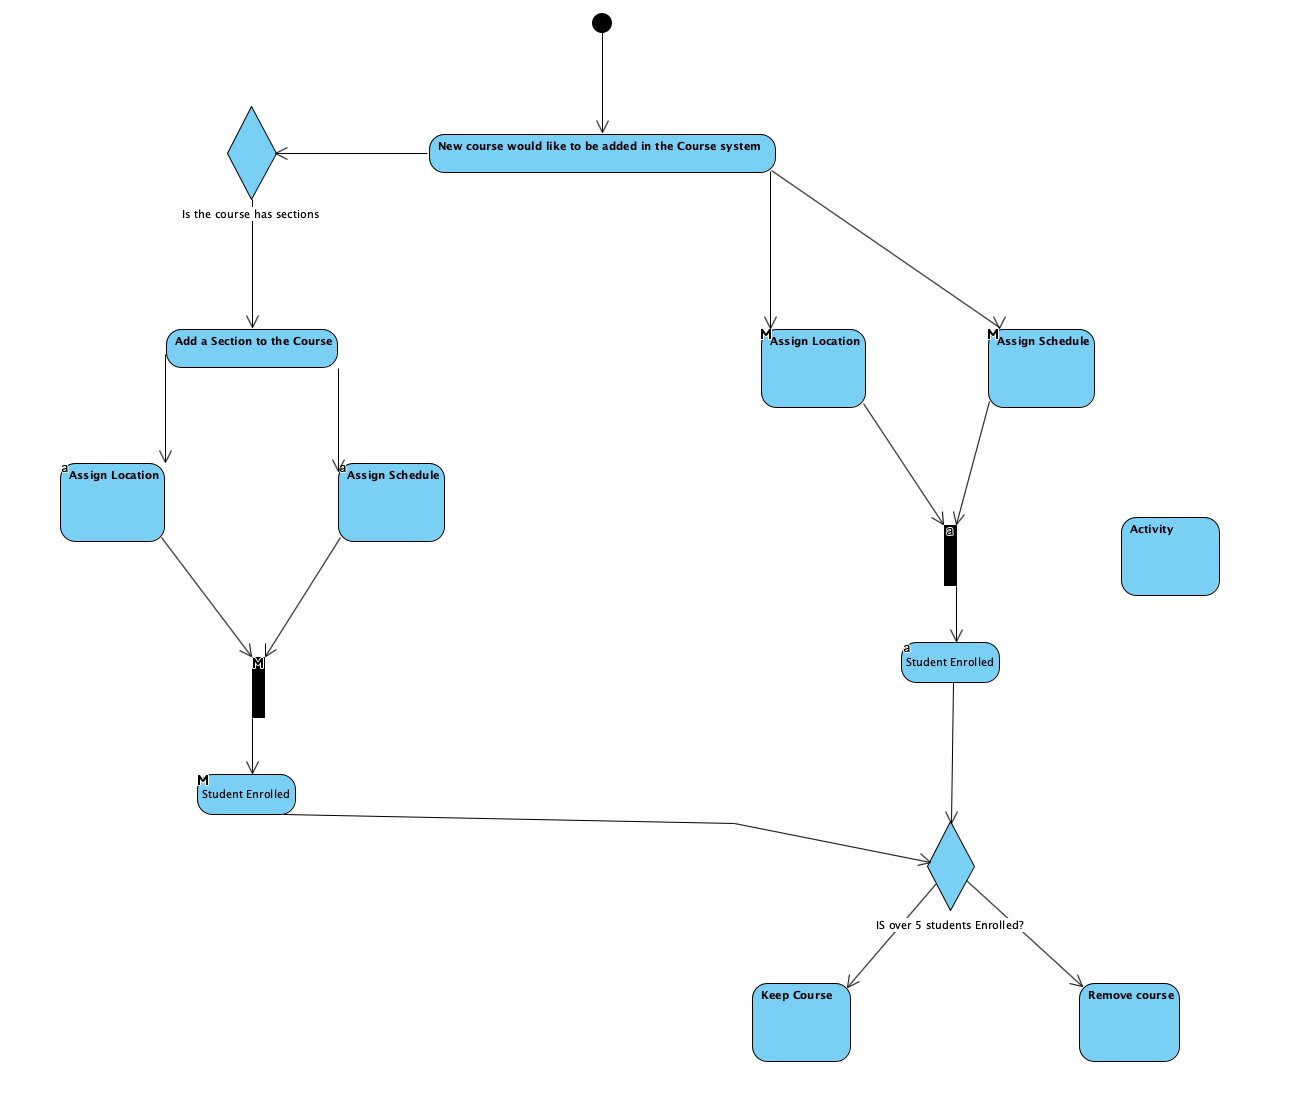 New course would like to be added in the Course system
Is the course has sections
Add a Section to the Course
M
Assign Location
M
Assign Schedule
a
Assign Location
a
Assign Schedule
a
Activity
a
Student Enrolled
M
M
Student Enrolled
IS over 5 students Enrolled?
Keep Course
Remove course